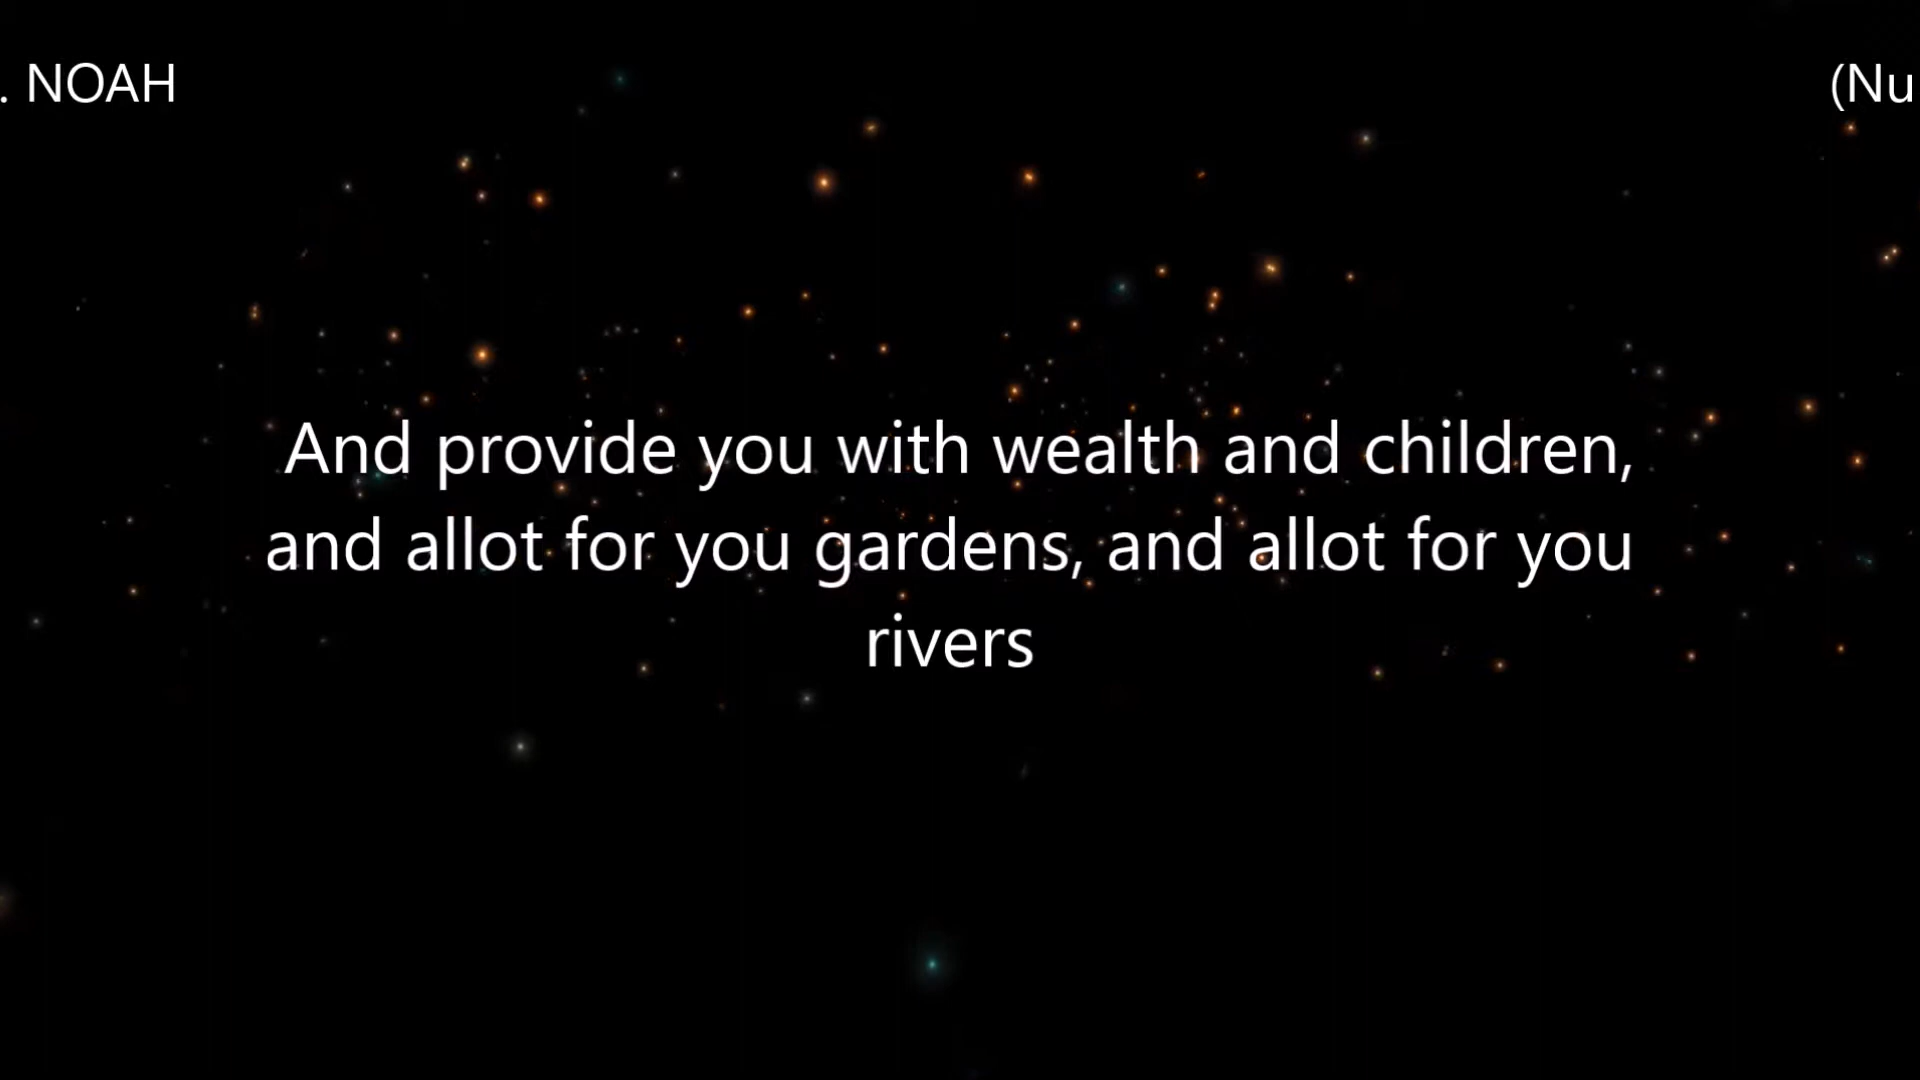 . NOAH
(Nu
And provide you with wealth and children,
and allot for you gardens, and allot for you
rivers